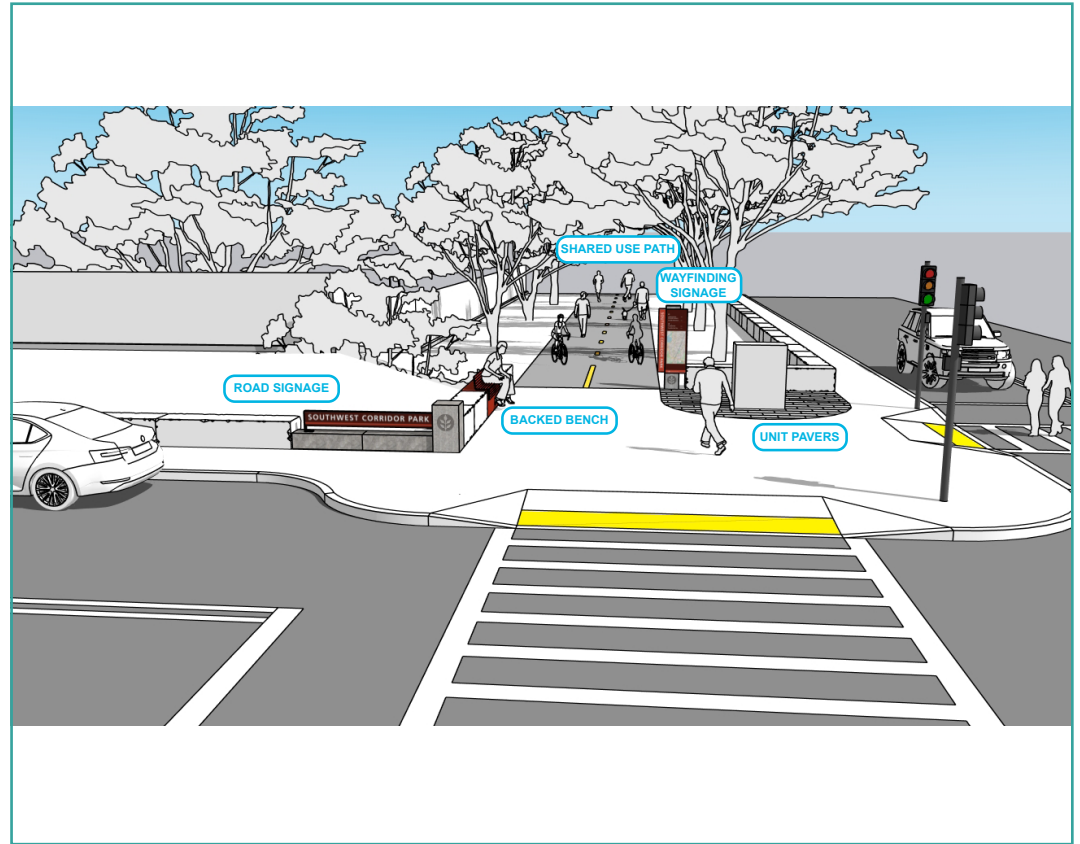 SHARED USE PATH
WAYFINDING
SIGNAGE
ROAD SIGNAGE
SOUTHWEST CORRIDOR PARK
BACKED BENCH
UNIT PAVERS